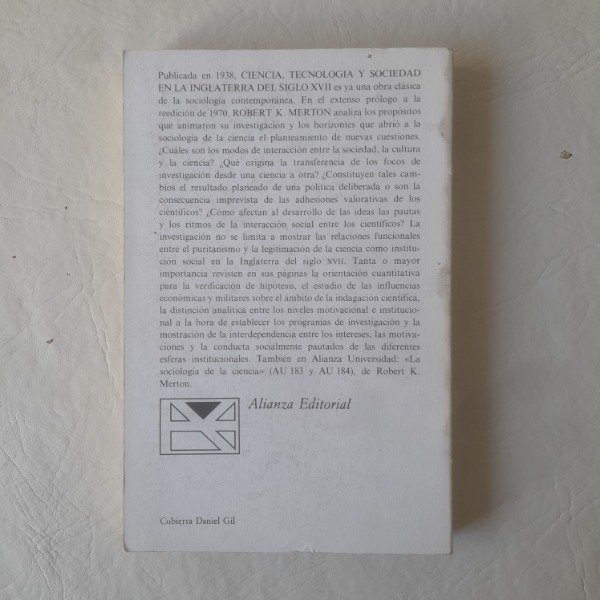 Publicada en 1938, CIENCIA, TECNOLOGIA Y SOCIEDAD
EN LA INGLATERRA DEL SIGLO XVII es ya una obra clásica
de la sociología contemporánea. En el extenso prólogo a la
reedición de 1970, ROBERT K. MERTON analiza los propósitos
que animaron su investigación y los horizontes que abrió a la
sociología de la ciencia el planteamiento de nuevas cuestiones.
¿Cuáles son los modos de interacción entre la sociedad, la cultura
y la ciencia? ¿Qué origina la transferencia de los focos de
investigación desde una ciencia a otra? ¿Constituyen tales cam-
bios el resultado planeado de una política deliberada o son la
consecuencia imprevista de las adhesiones valorativas de los
científicos? ¿Cómo afectan al desarrollo de las ideas las pautas
y los ritmos de la interacción social entre los científicos? La
investigación no se limita a mostrar las relaciones funcionales
entre el puritanismo y la legitimación de la ciencia como institu-
ción social en la Inglaterra del siglo XVII. Tanta o mayor
importancia revisten en sus páginas la orientación cuantitativa
para la verificación de hipótesis, el estudio de las influencias
económicas y militares sobre el ámbito de la indagación científica,
la distinción analítica entre los niveles motivacional e institucio-
nal a la hora de establecer los programas de investigación y la
mostración de la interdependencia entre los intereses, las motiva-
ciones y la conducta socialmente pautados de las diferentes
esferas institucionales. También en Alianza Universidad: «La
sociología de la ciencia» (AU 183 y AU 184), de Robert K.
Merton.
Alianza Editorial
Cubierta Daniel Gil